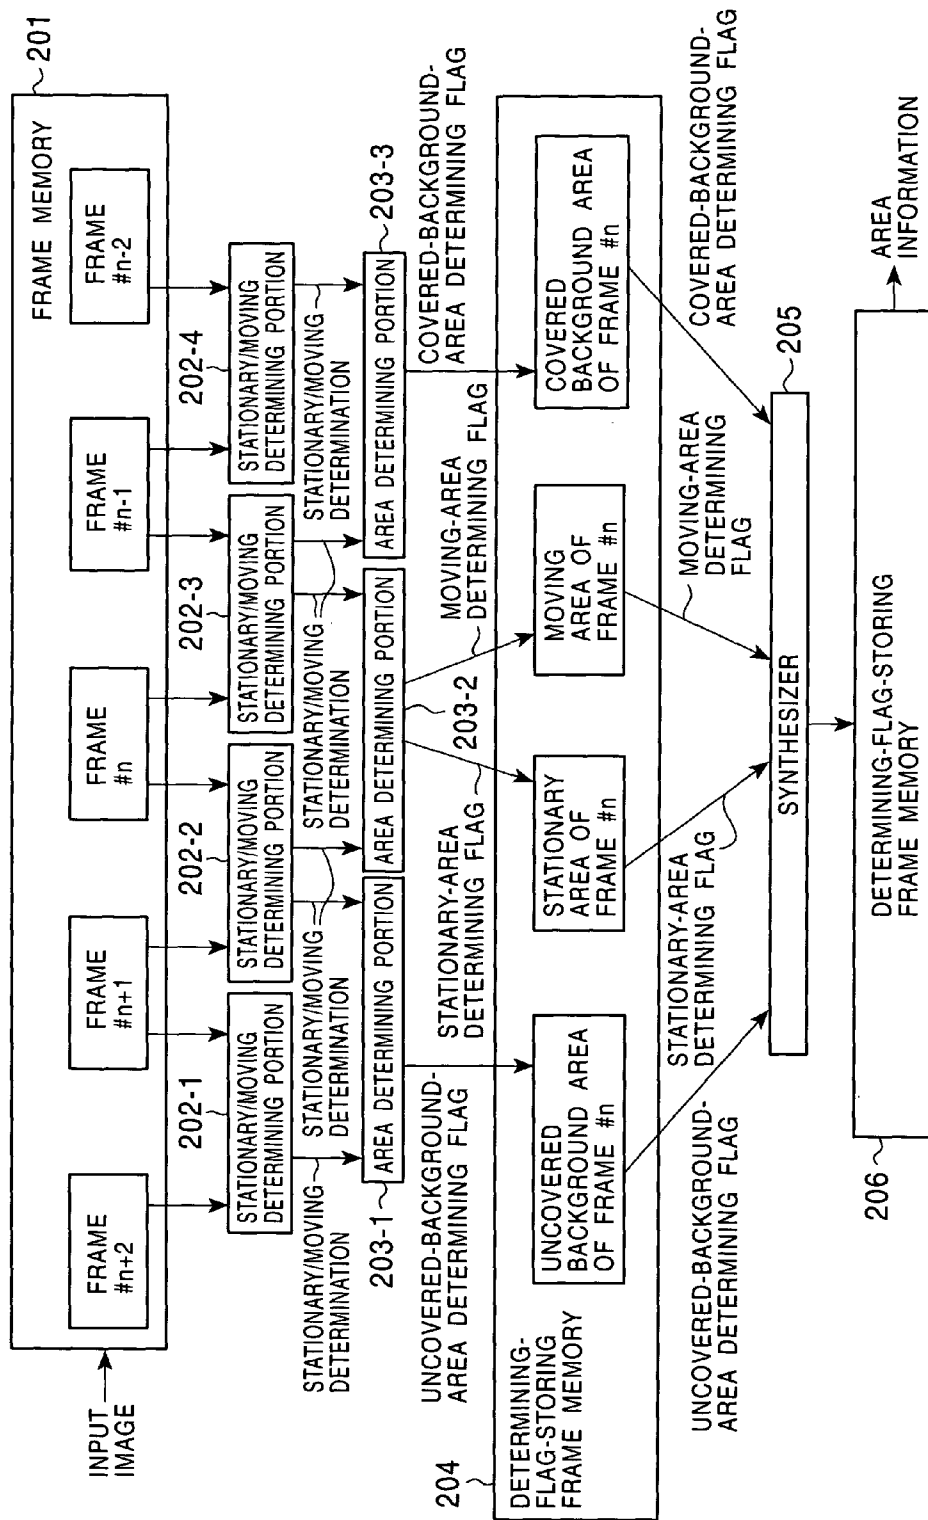 INPUT
IMAGE
FRAME MEMORY
201
FRAME
#n+2
FRAME
#n+1
FRAME
#n
FRAME
#n-1
FRAME
#n-2
202-1
202-2
202-3
202-4
STATIONARY/MOVING
DETERMINING PORTION
STATIONARY/MOVING
DETERMINING PORTION
STATIONARY/MOVING
DETERMINING PORTION
STATIONARY/MOVING
DETERMINING PORTION
STATIONARY/MOVING
DETERMINATION
STATIONARY/MOVING
DETERMINATION
STATIONARY/MOVING
DETERMINATION
STATIONARY/MOVING
DETERMINATION
203-1
AREA DETERMINING PORTION
AREA DETERMINING PORTION
AREA DETERMINING PORTION
203-3
203-2
UNCOVERED-BACKGROUND-
AREA DETERMINING FLAG
STATIONARY-AREA
DETERMINING FLAG
MOVING-AREA
DETERMINING FLAG
COVERED-BACKGROUND-
AREA DETERMINING FLAG
204
DETERMINING-
FLAG-STORING
FRAME MEMORY
UNCOVERED
BACKGROUND AREA
OF FRAME #n
STATIONARY
AREA OF
FRAME #n
MOVING
AREA OF
FRAME #n
COVERED
BACKGROUND AREA
OF FRAME #n
UNCOVERED-BACKGROUND-
AREA DETERMINING FLAG
STATIONARY-AREA
DETERMINING FLAG
MOVING-AREA
DETERMINING
FLAG
COVERED-BACKGROUND-
AREA DETERMINING FLAG
SYNTHESIZER
205
206
DETERMINING-FLAG-STORING
FRAME MEMORY
AREA
INFORMATION